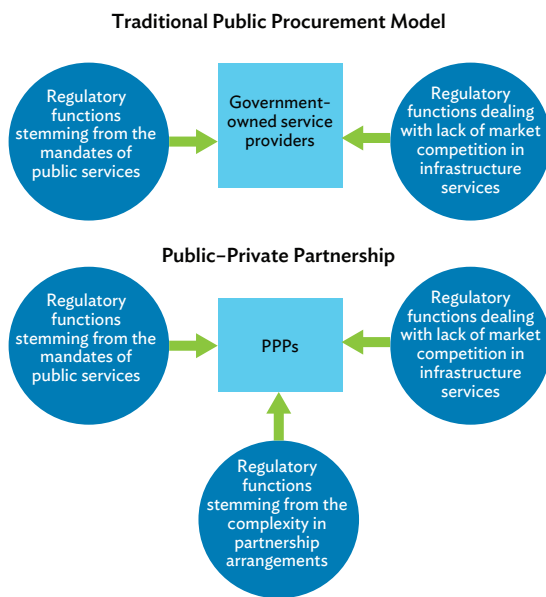 Traditional Public Procurement Model
Regulatory
functions
stemming from the
mandates of
public services
Government–
owned service
providers
Regulatory
functions dealing
with lack of market
competition in
infrastructure
services
Public–Private Partnership
Regulatory
functions
stemming from the
mandates of
public services
PPPs
Regulatory
functions dealing
with lack of market
competition in
infrastructure
services
Regulatory
functions
stemming from the
complexity in
partnership
arrangements